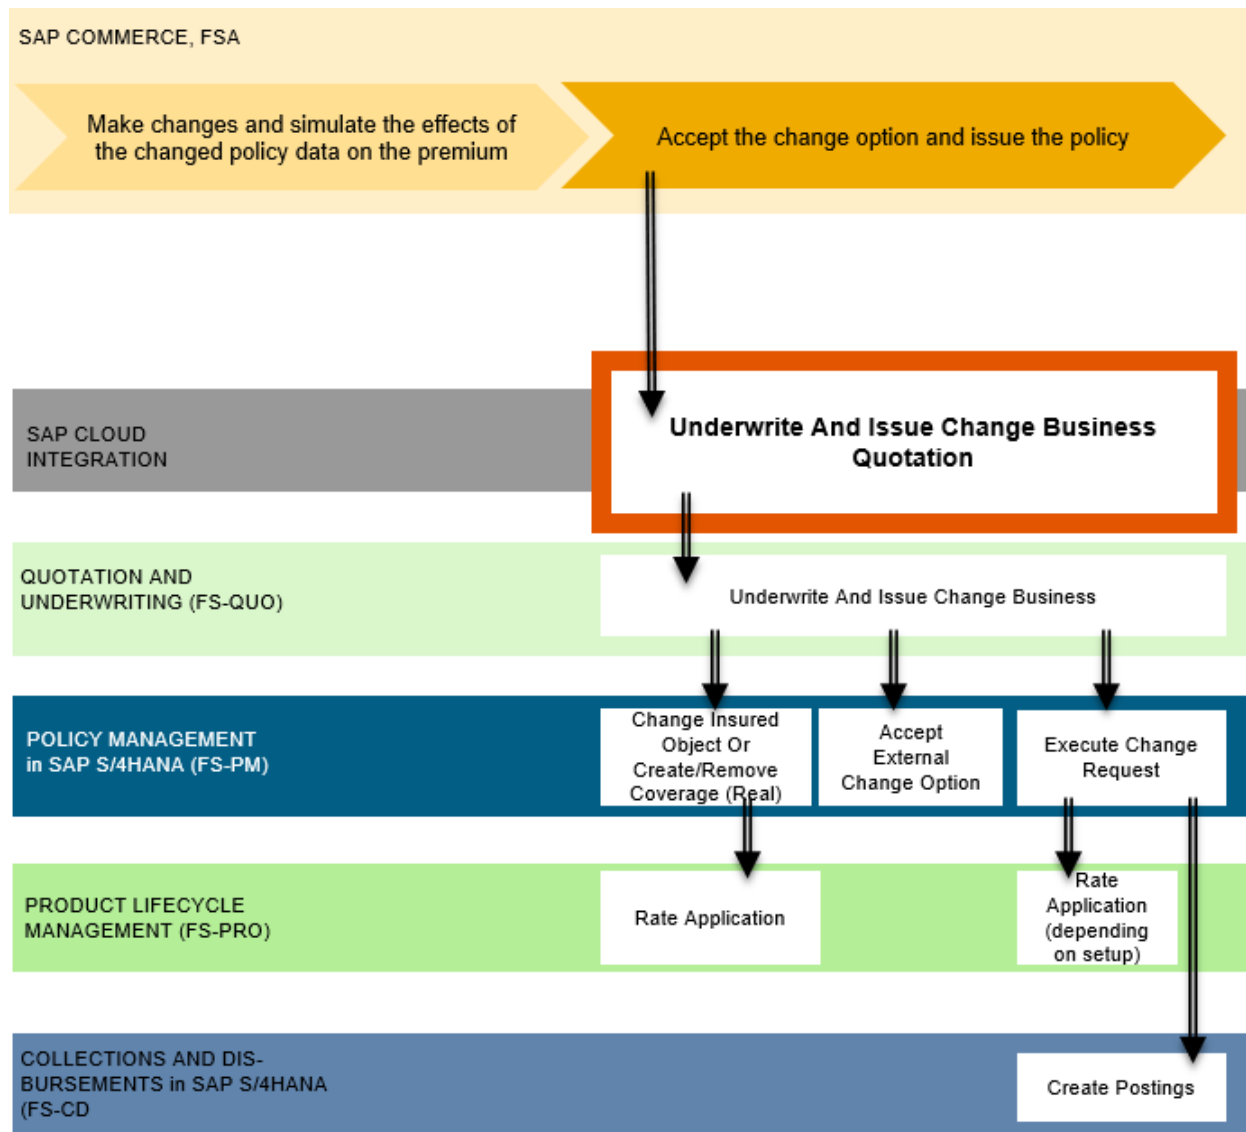 SAP COMMERCE, FSA
Make changes and simulate the effects of
the changed policy data on the premium
Accept the change option and issue the policy
SAP CLOUD
INTEGRATION
Underwrite And Issue Change Business
Quotation
QUOTATION AND
UNDERWRITING (FS-QUO)
Underwrite And Issue Change Business
POLICY MANAGEMENT
in SAP S/4HANA (FS-PM)
Change Insured
Object Or
Create/Remove
Coverage (Real)
Accept
External
Change Option
Execute Change
Request
PRODUCT LIFECYCLE
MANAGEMENT (FS-PRO)
Rate Application
Rate
Application
(depending
on setup)
COLLECTIONS AND DIS-
BURSEMENTS in SAP S/4HANA
(FS-CD
Create Postings